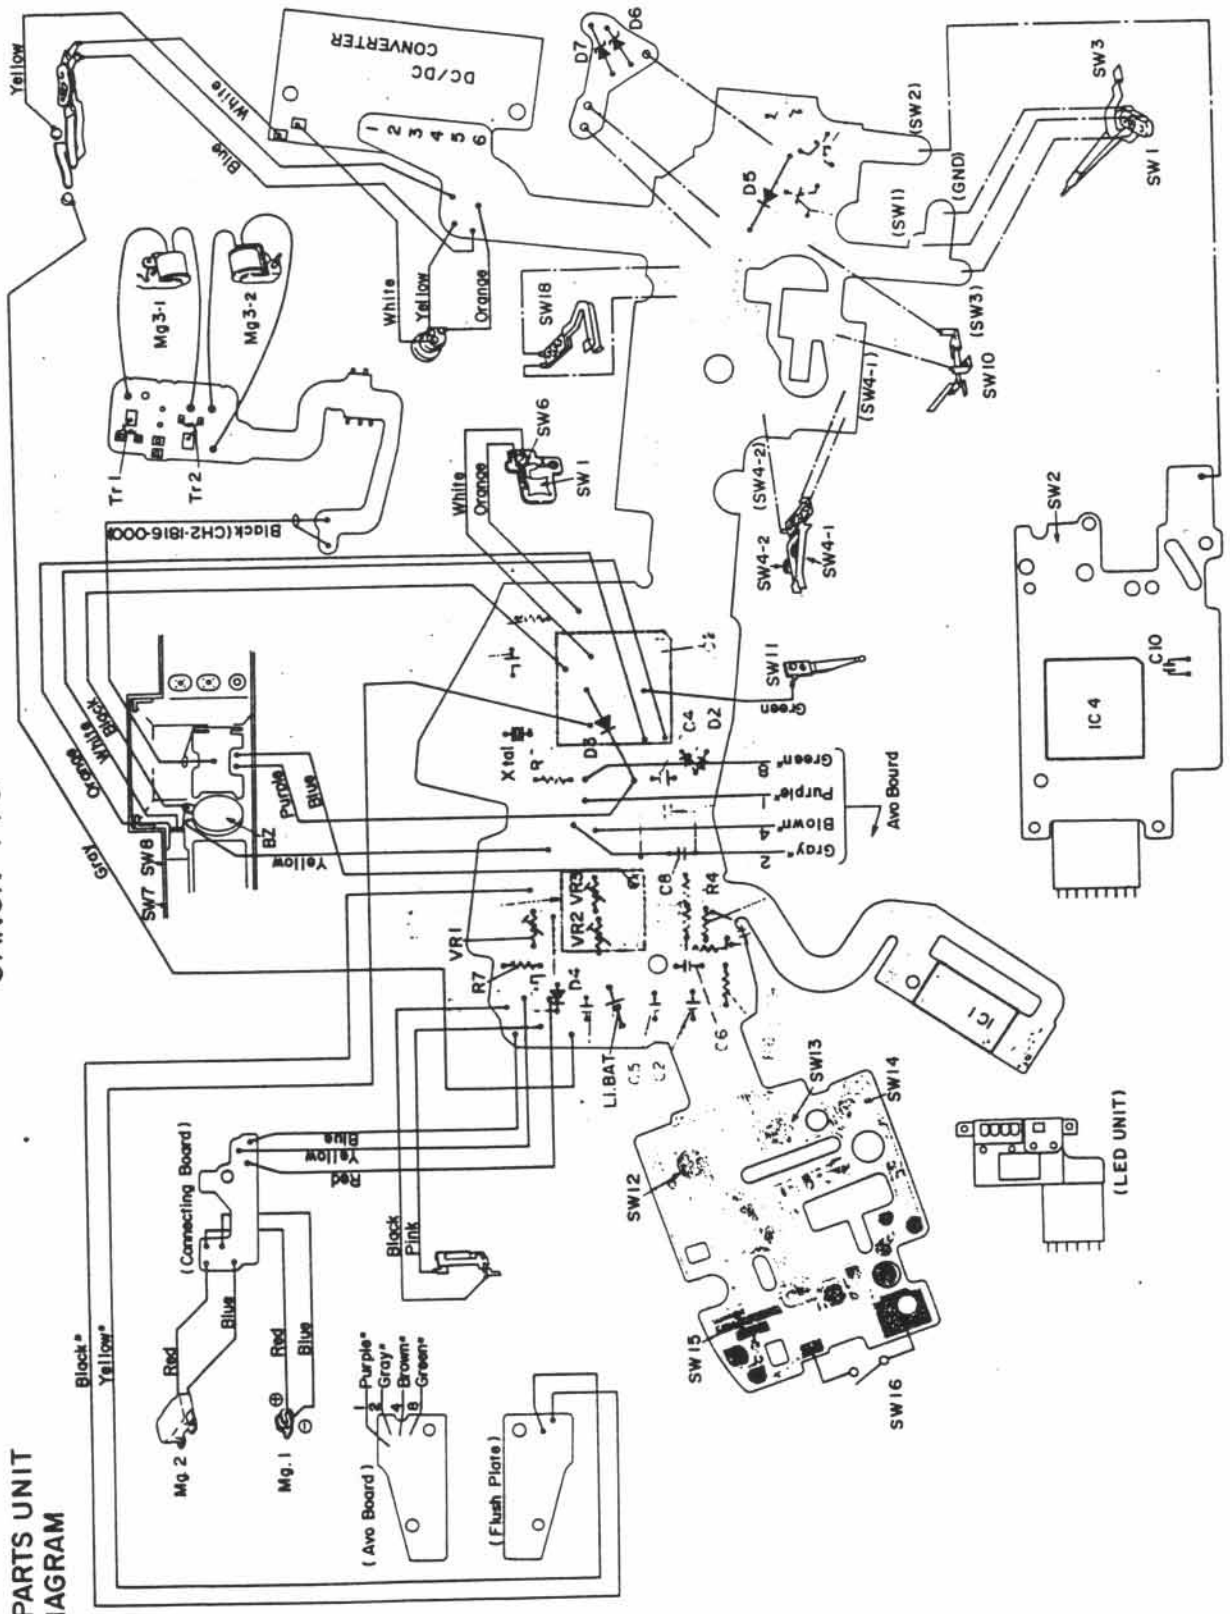 PARTS UNIT
Black*
Yellow*
Mg. 2
Red
Blue
(Connecting Board)
Mg. 1
Red
Blue
⊕
⊖
Red
Yellow
Blue
Black
Pink
(Avo Board)
1 Purple*
2 Gray*
4 Brown*
8 Green*
(Flush Plate)
SW7
SW8
Gray
Orange
White
Black
BZ
Purple
Blue
Yellow
Black(CH2-1816-000)
Tr1
Tr2
Mg3-1
Mg3-2
Yellow
White
Blue
DC/DC
CONVERTER
1
2
3
4
5
6
White
Yellow
Orange
SW18
White
Orange
SW6
SW1
D7
D6
D5
(SW2)
(SW1)
(GND)
(SW3)
SW10
SW3
SW1
(SW4-1)
(SW4-2)
SW4-2
SW4-1
SW11
Green
Xtal
R
D3
C4
D2
VR1
VR2 VR3
R7
D4
C8
R4
LI.BAT
C5
C2
C6
2 Gray*
4 Blown*
1 Purple*
8 Green*
Avo Bourd
SW12
SW13
SW14
SW15
SW16
(LED UNIT)
IC1
IC4
C10
SW2